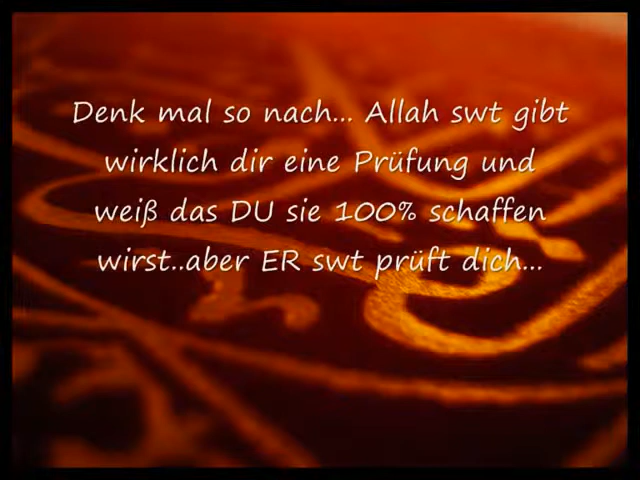 Denk mal so nach... Allah swt gibt
wirklich dir eine Prüfung und
weiß das DU sie 100% schaffen
wirst..aber ER swt prüft dich...